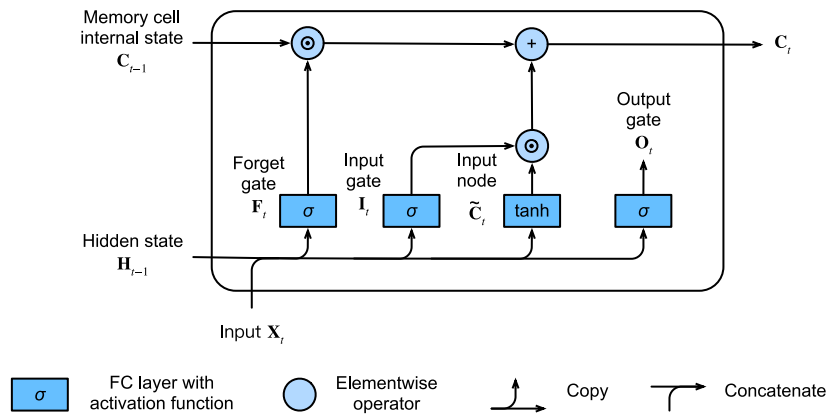 Memory cell
internal state
C_{t-1}
C_t
Output
gate
O_t
Forget
gate
F_t
Input
gate
I_t
Input
node
C̃_t
σ
σ
tanh
σ
Hidden state
H_{t-1}
Input X_t
σ
FC layer with
activation function
Elementwise
operator
Copy
Concatenate